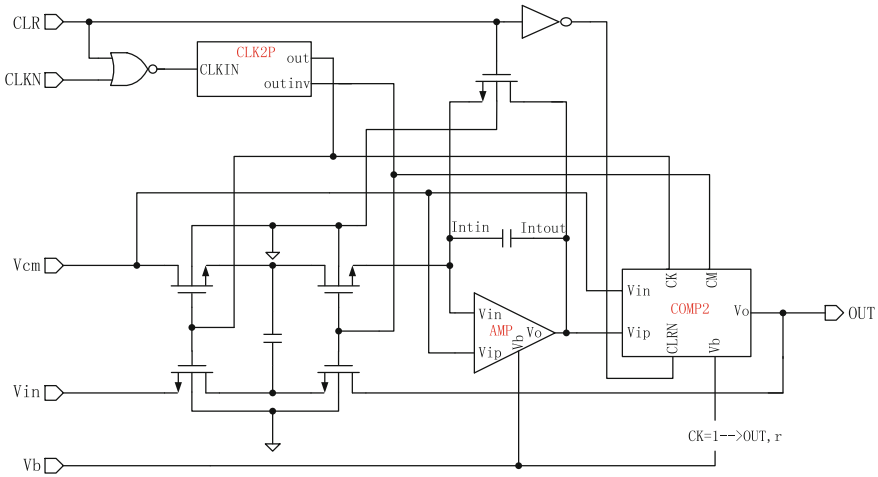 CLR
CLK2P
out
CLKIN
CLKN
outinv
Intin
Intout
Vcm
CK
CM
Vin
COMP2
Vo
OUT
Vin
AMP
Vo
Vip
Vip
Vb
CLRN
Vb
Vin
CK=1-->OUT,r
Vb